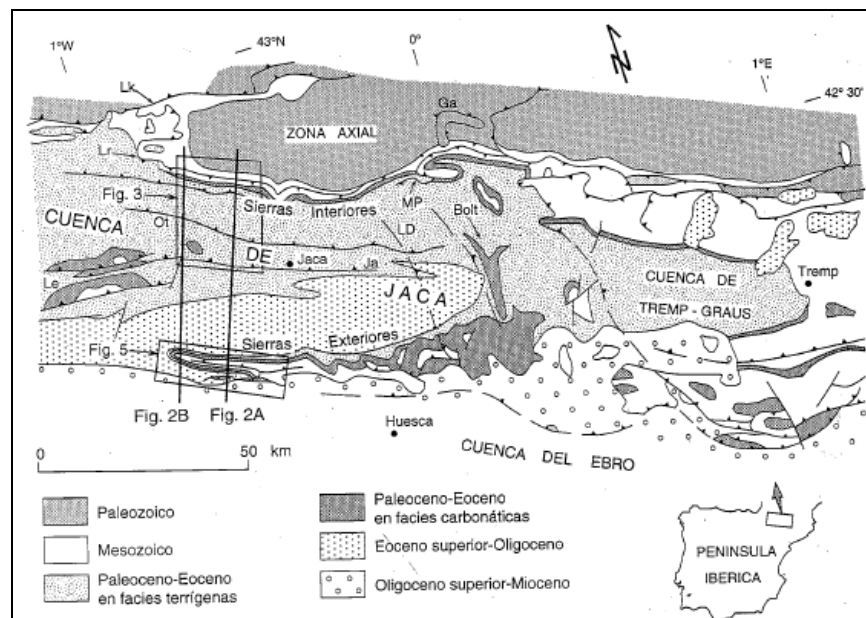 1° W
43° N
0°
1° E
42° 30'
N
Lk
Ga
ZONA AXIAL
Lr
Fig. 3
Sierras Interiores
MP
Bolt
CUENCA
Ot
LD
DE
Jaca
Ja
JACA
CUENCA DE
TREMP - GRAUS
Tremp
Le
Sierras Exteriores
Fig. 5
Fig. 2B
Fig. 2A
Huesca
CUENCA DEL EBRO
0 50 km
Paleozoico
Mesozoico
Paleoceno-Eoceno
en facies terrígenas
Paleoceno-Eoceno
en facies carbonáticas
Eoceno superior-Oligoceno
Oligoceno superior-Mioceno
PENINSULA
IBERICA